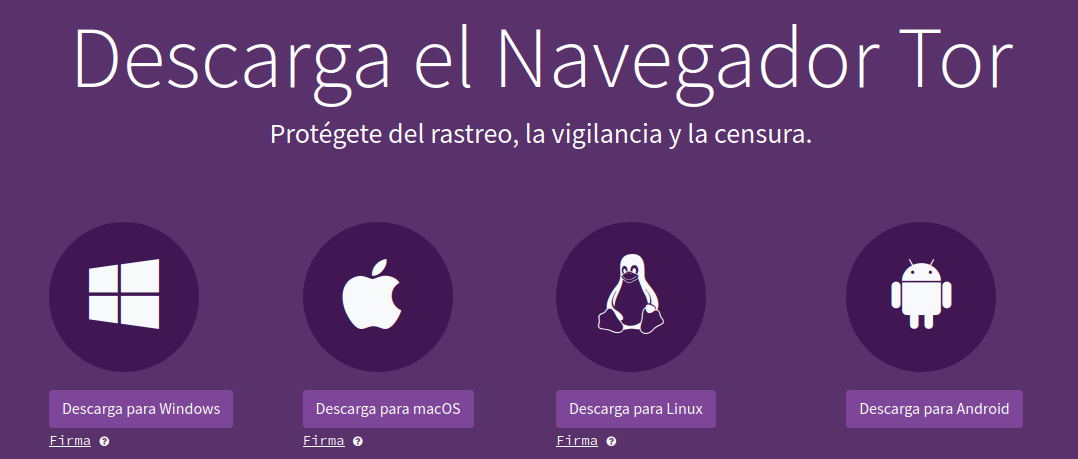 Descarga el Navegador Tor
Protégete del rastreo, la vigilancia y la censura.
Descarga para Windows
Firma ?
Descarga para macOS
Firma ?
Descarga para Linux
Firma ?
Descarga para Android